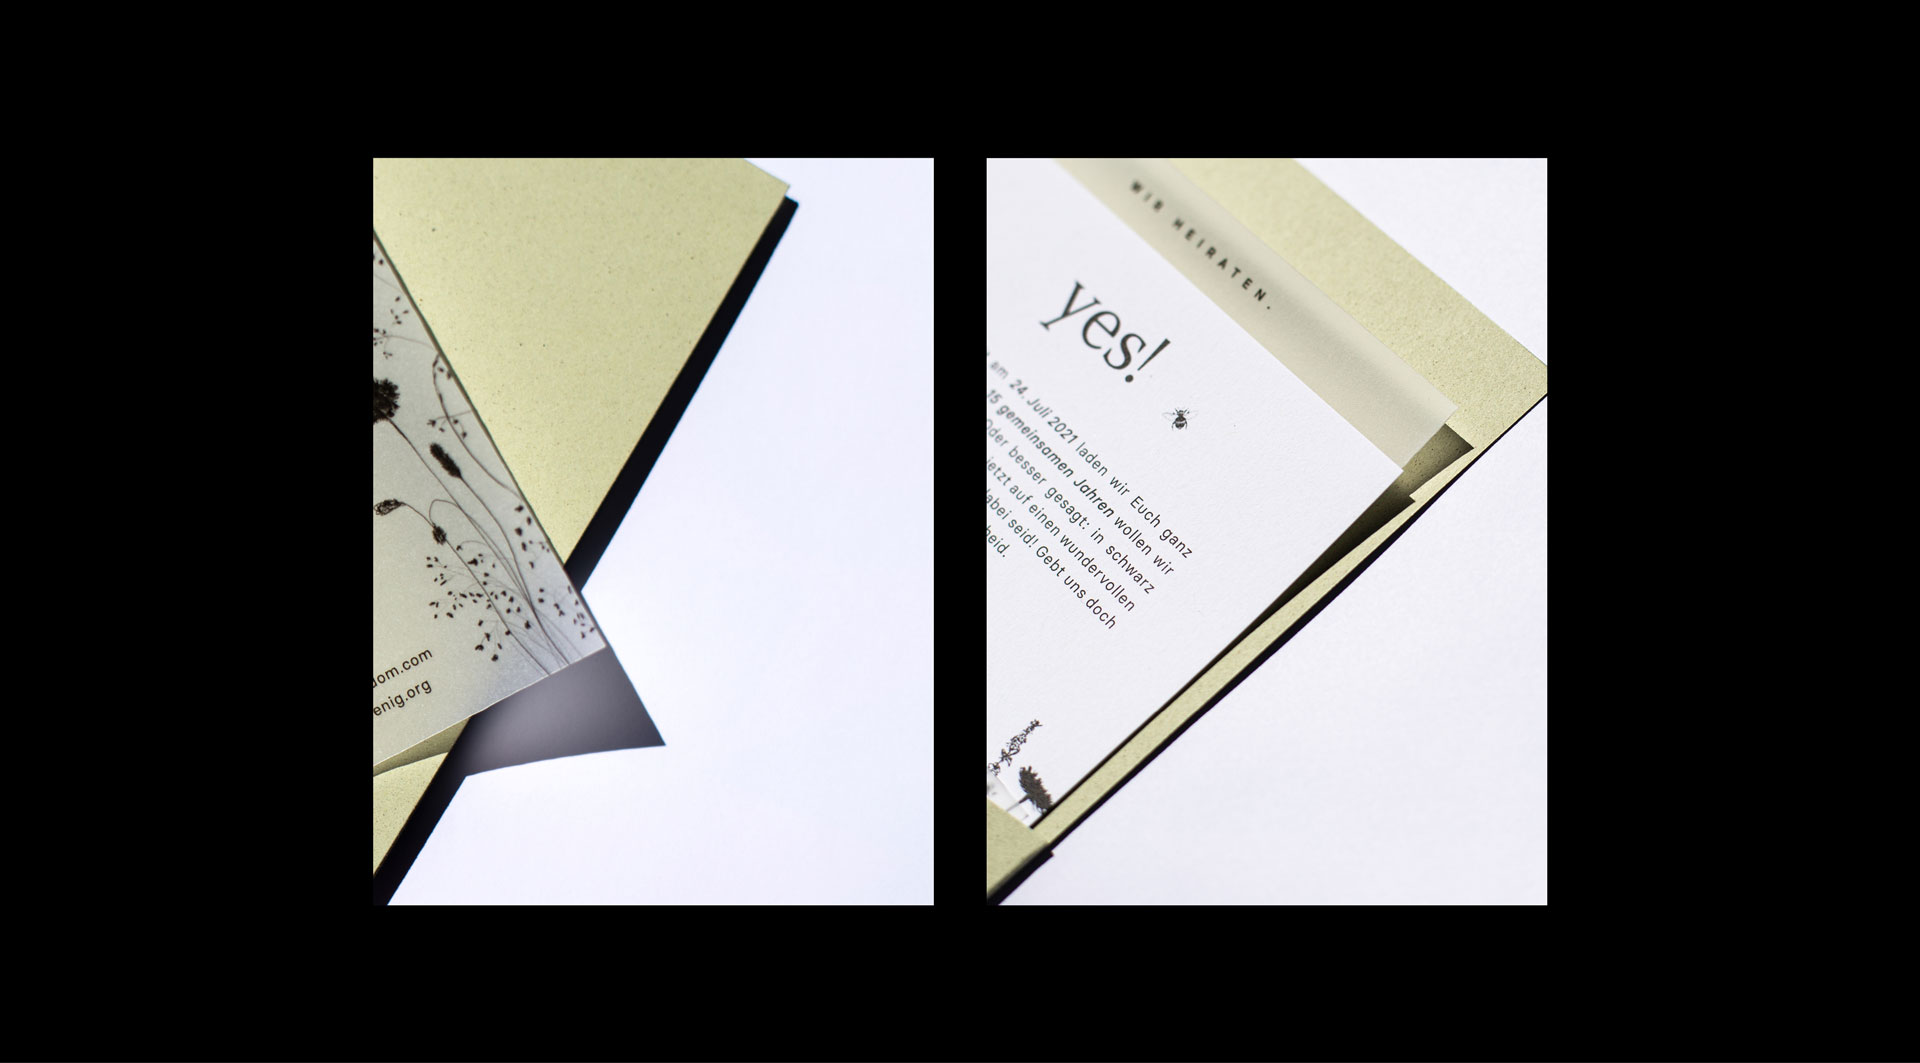 dom.com
enig.org
WIR HEIRATEN.
yes!
am 24. Juli 2021 laden wir Euch ganz
15 gemeinsamen Jahren wollen wir
Oder besser gesagt: in schwarz
jetzt auf einen wundervollen
dabei seid! Gebt uns doch
heid.